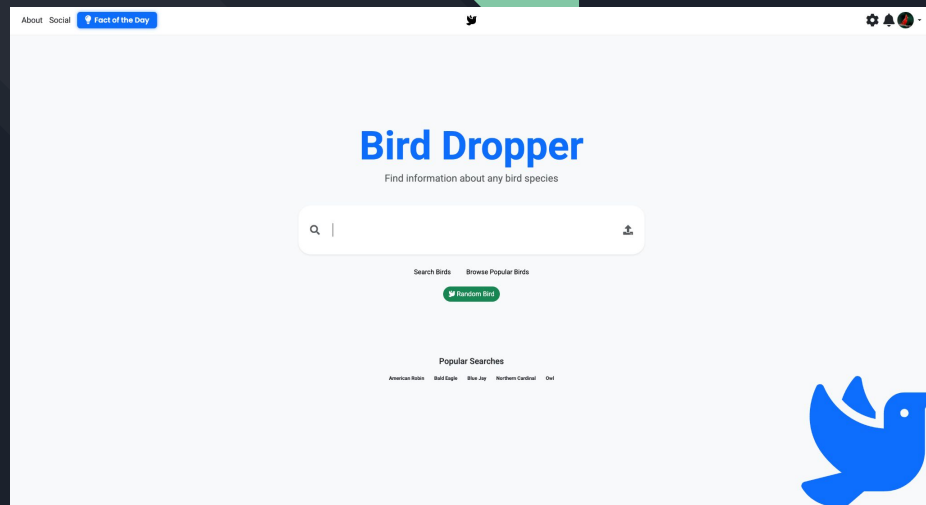 About Social Fact of the Day
Bird Dropper
Find information about any bird species
Search Birds Browse Popular Birds
Random Bird
Popular Searches
American Robin Bald Eagle Blue Jay Northern Cardinal Owl